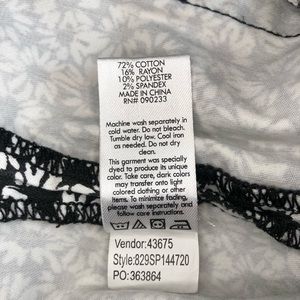 72% COTTON
16% RAYON
10% POLYESTER
2% SPANDEX
MADE IN CHINA
RN# 090233
Machine wash separately in
cold water. Do not bleach.
Tumble dry low. Cool iron
as needed. Do not dry
clean.
This garment was specially
dyed to achieve its unique
color. Take care, dark colors
may transfer onto light
colored clothing or other
materials. To minimize fading,
please wash separately and
follow care instructions.
Vendor:43675
Style:829SP144720
PO:363864